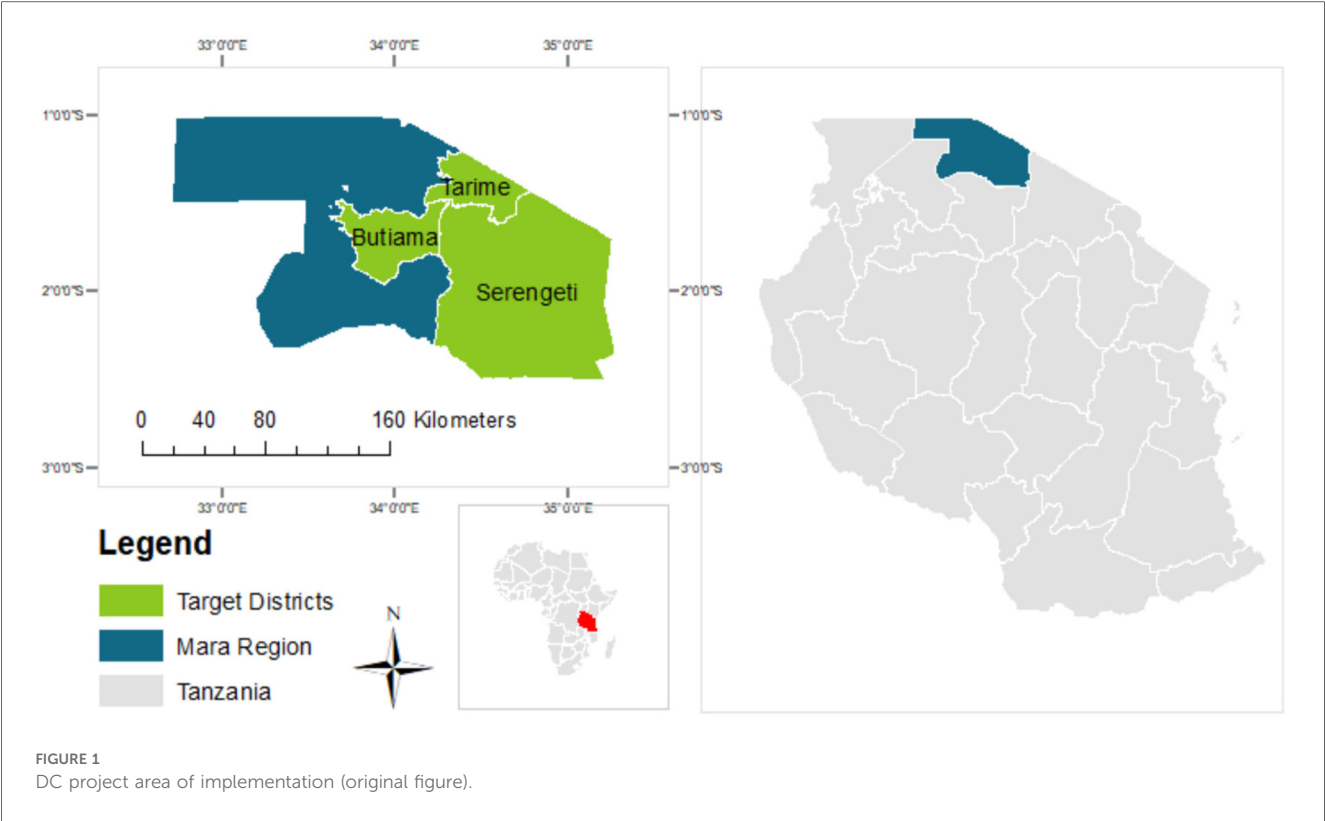 33°0'0"E 34°0'0"E 35°0'0"E
1°0'0"S 1°0'0"S
Tarime
Butiama
2°0'0"S Serengeti 2°0'0"S
0 40 80 160 Kilometers
3°0'0"S 3°0'0"S
33°0'0"E 34°0'0"E 35°0'0"E
Legend
Target Districts
N
Mara Region
Tanzania
FIGURE 1
DC project area of implementation (original figure).